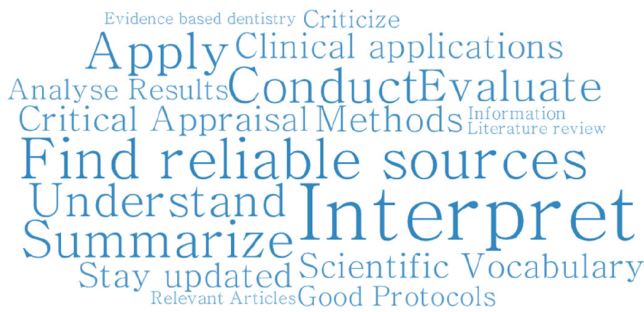 Evidence based dentistry Criticize
Apply Clinical applications
Analyse Results Conduct Evaluate
Critical Appraisal Methods Information
Literature review
Find reliable sources
Understand Interpret
Summarize
Stay updated Scientific Vocabulary
Relevant Articles Good Protocols